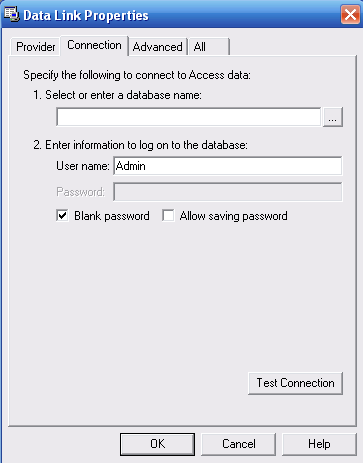 Data Link Properties
Provider Connection Advanced All
Specify the following to connect to Access data:
1. Select or enter a database name:
...
2. Enter information to log on to the database:
User name: Admin
Password:
Blank password Allow saving password
Test Connection
OK Cancel Help